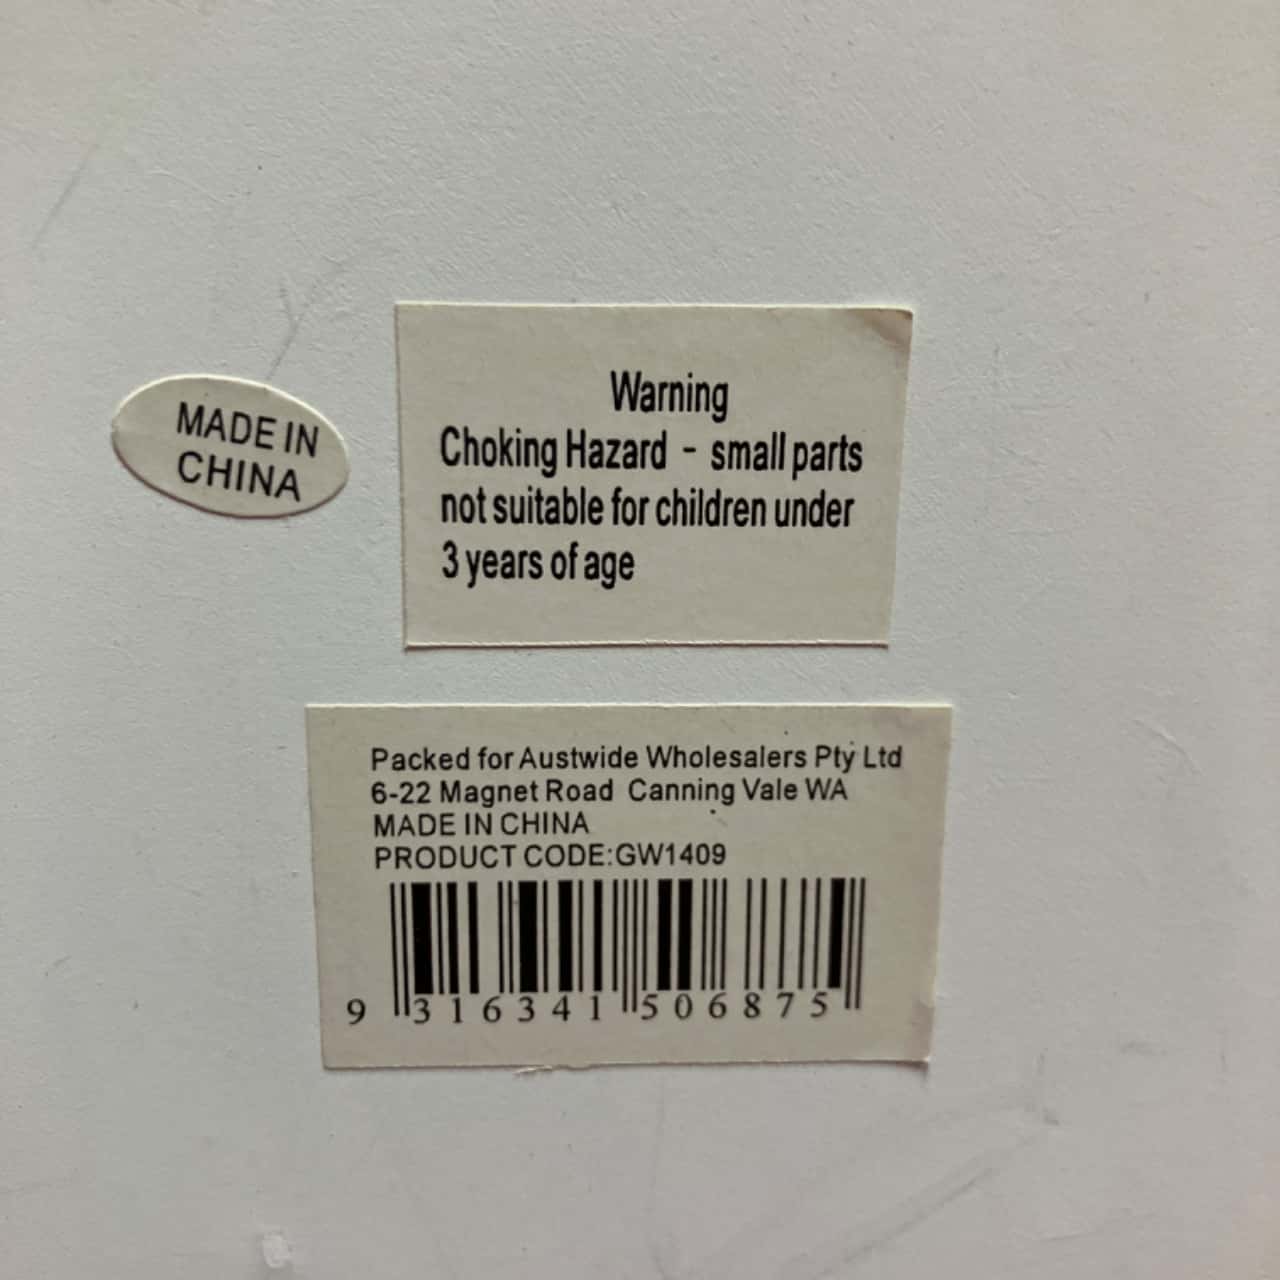 MADE IN
CHINA
Warning
Choking Hazard - small parts
not suitable for children under
3 years of age
Packed for Austwide Wholesalers Pty Ltd
6-22 Magnet Road Canning Vale WA
MADE IN CHINA
PRODUCT CODE:GW1409
9 316341 506875